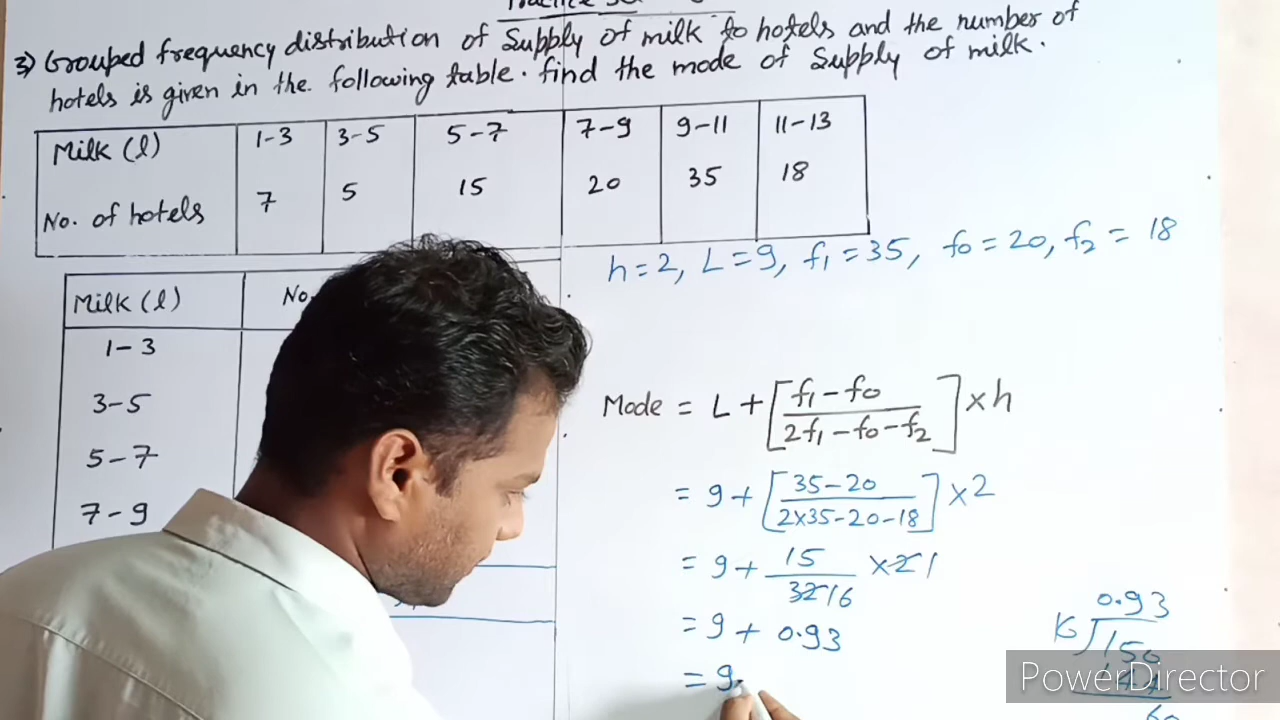 3) Grouped frequency distribution of Supply of milk to hotels and the number of
hotels is given in the following table. find the mode of Supply of milk.
Milk (l) 1-3 3-5 5-7 7-9 9-11 11-13
No. of hotels 7 5 15 20 35 18
h=2, L=9, f₁=35, f₀=20, f₂=18
Milk (l) No.
1-3
3-5
5-7
7-9
Mode = L + [f₁-f₀ / 2f₁-f₀-f₂] × h
= 9 + [35-20 / 2×35-20-18] × 2
= 9 + 15 / 32 16 × 2 1
= 9 + 0.93
= 9.
0.93
16 ) 150
144
60
PowerDirector